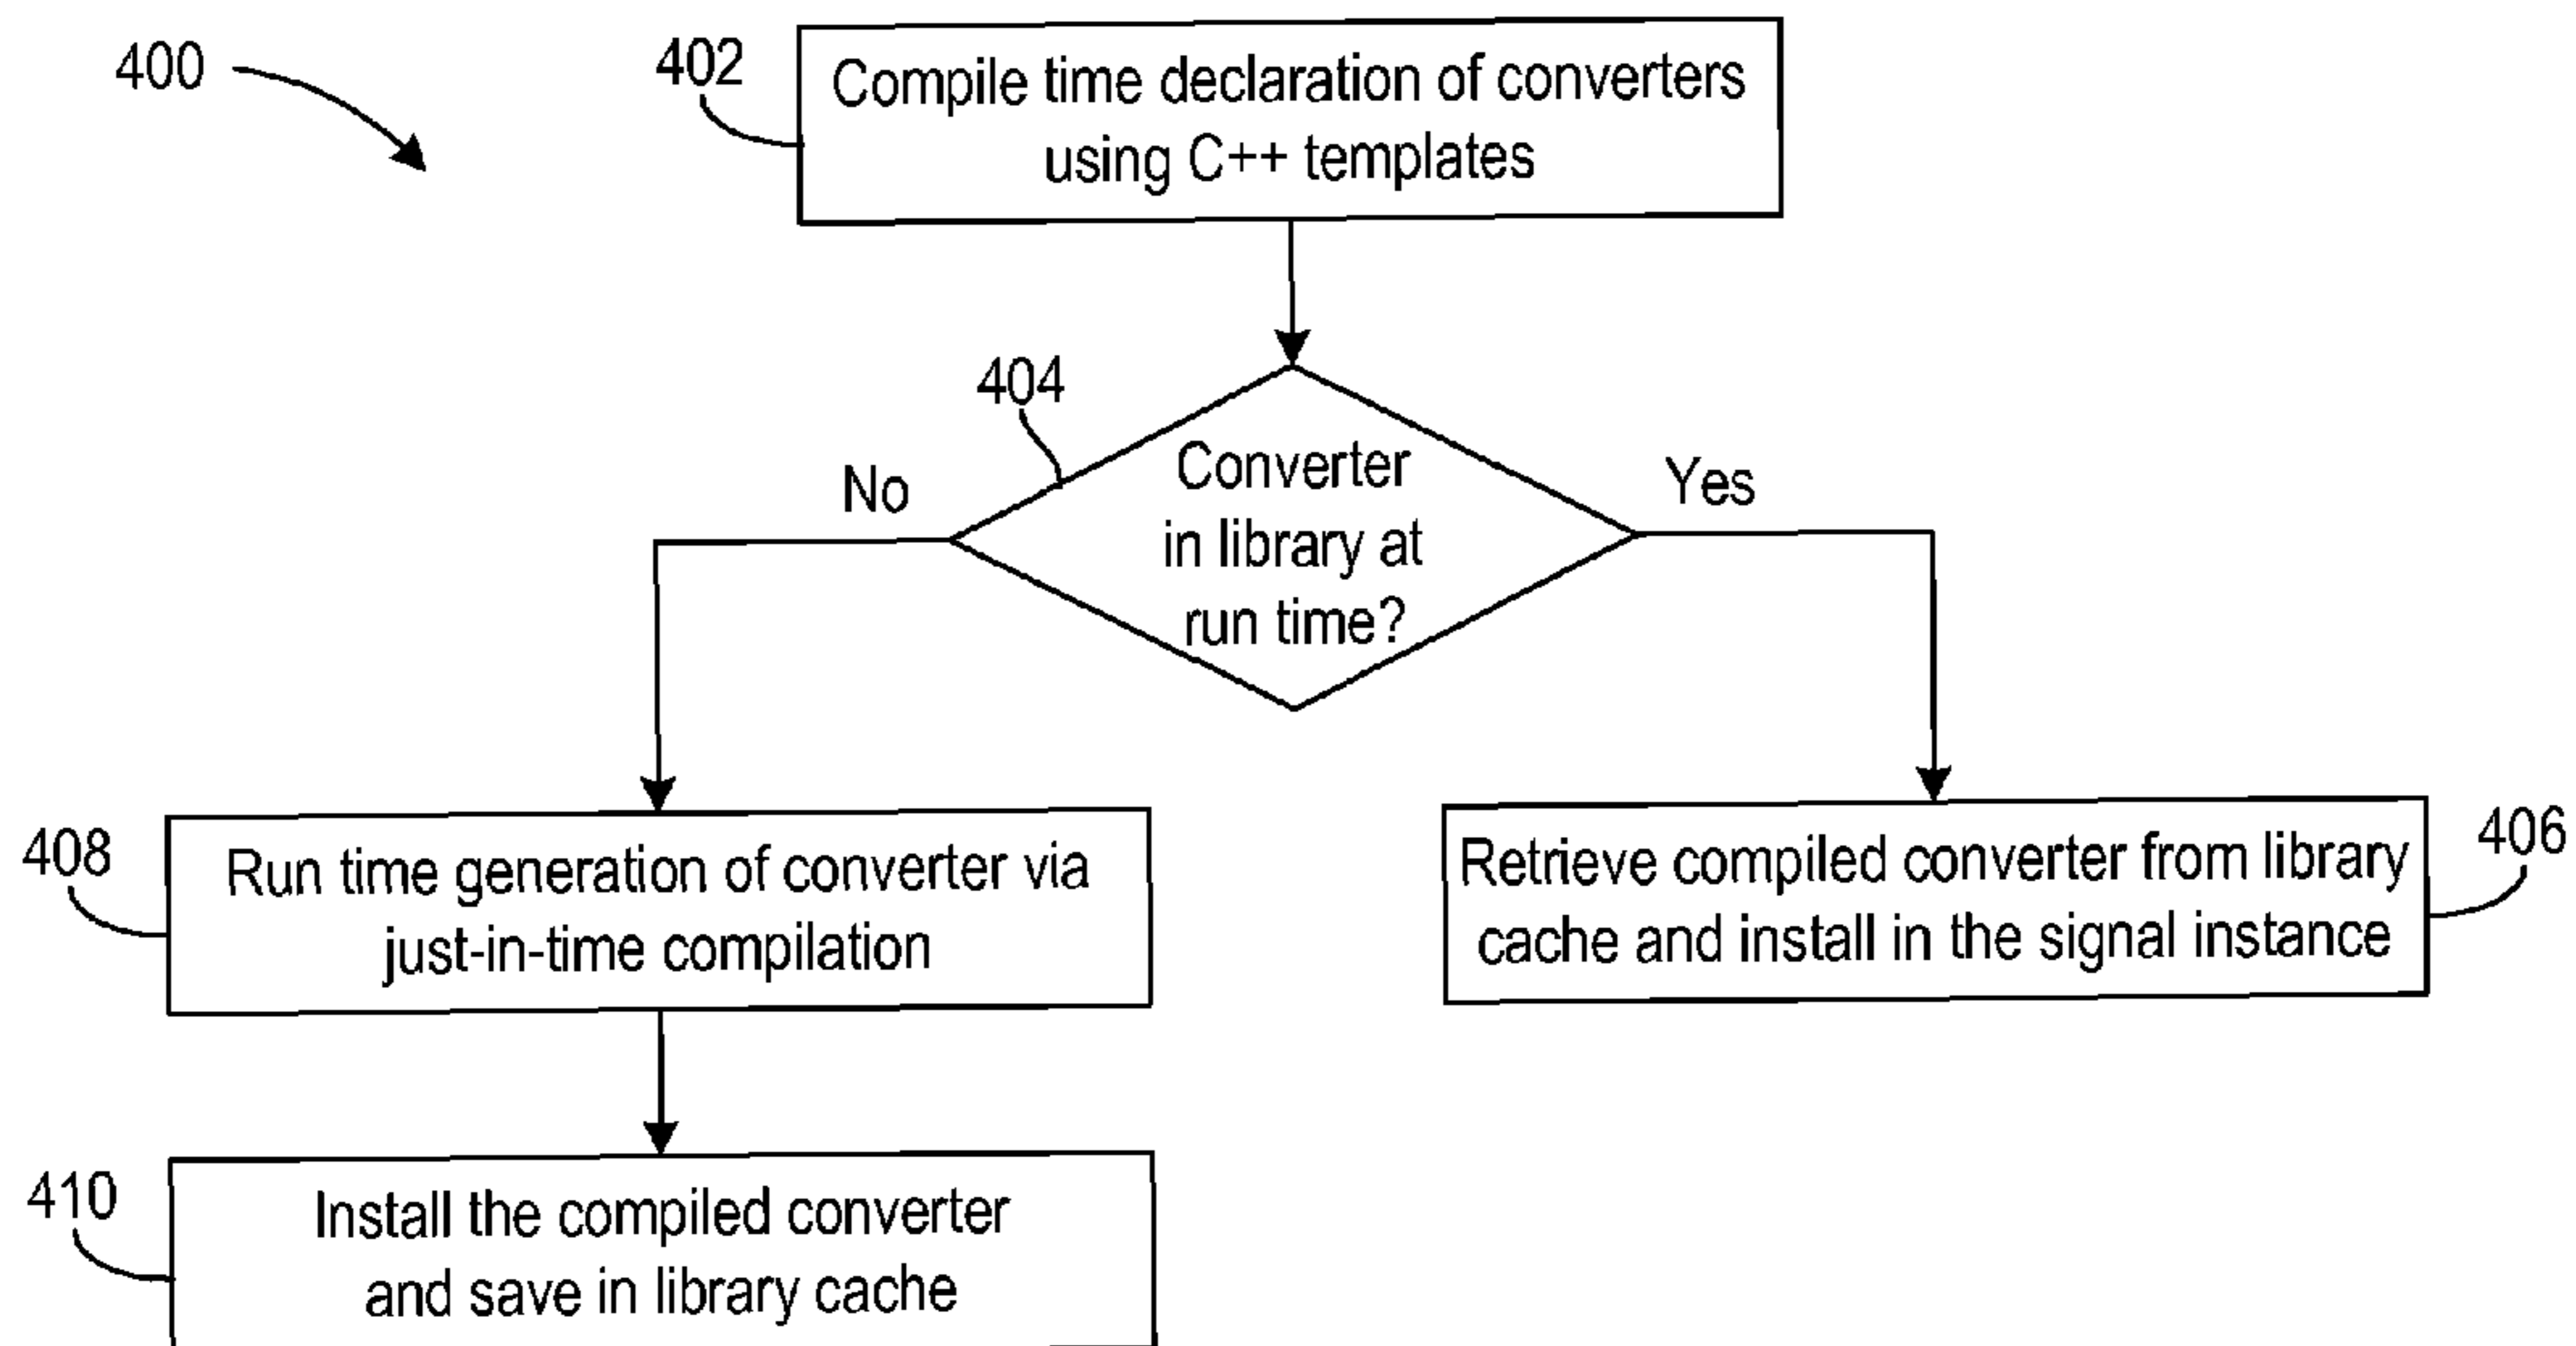 400
402
Compile time declaration of converters
using C++ templates
404
Converter
in library at
run time?
No
Yes
408
Run time generation of converter via
just-in-time compilation
Retrieve compiled converter from library
cache and install in the signal instance
406
410
Install the compiled converter
and save in library cache